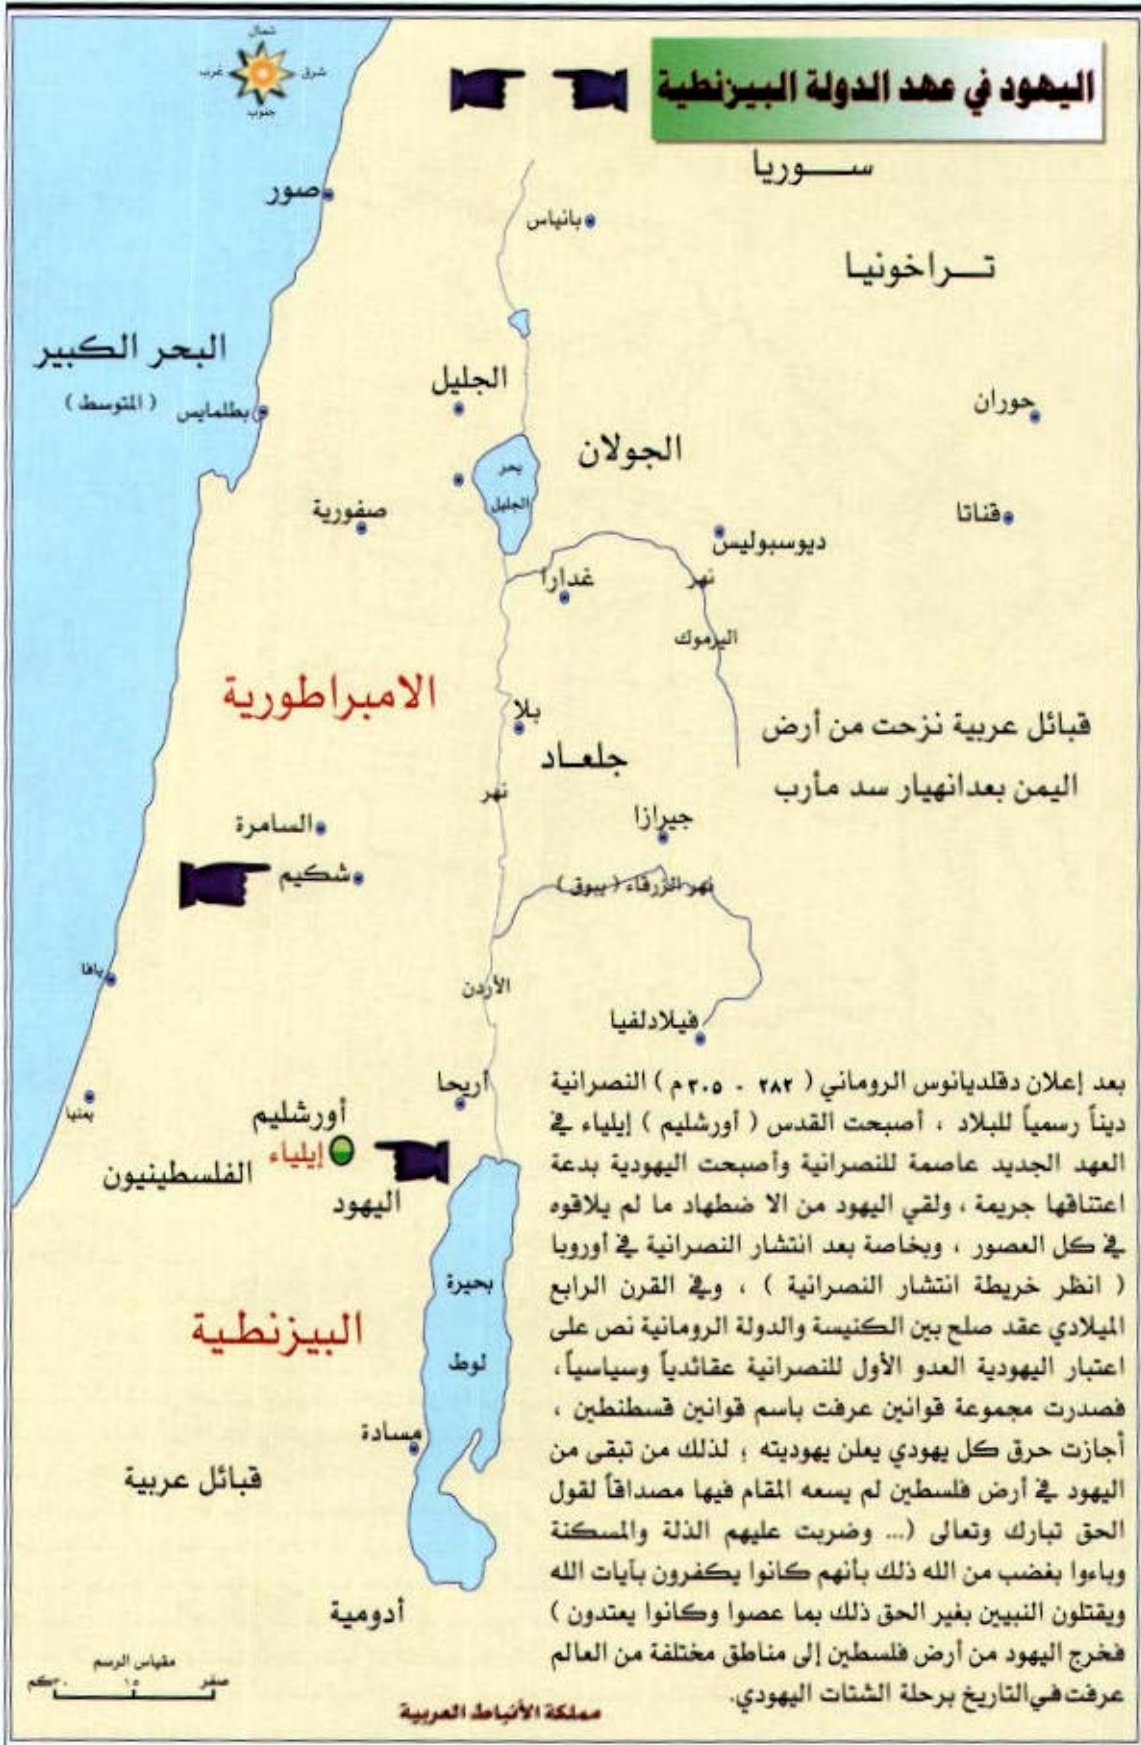 اليهود في عهد الدولة البيزنطية
شمال
شرق
غرب
جنوب
سوريا
صور
بانياس
تراخونيا
البحر الكبير
( المتوسط )
بطلمايس
الجليل
حوران
الجولان
بحر
الجليل
صفورية
قناتا
ديوسبوليس
غدارا
نهر
اليرموك
الامبراطورية
بلا
قبائل عربية نزحت من أرض
اليمن بعد انهيار سد مأرب
جلعاد
نهر
جيرازا
السامرة
شكيم
نهر الزرقاء ( يبوق )
يافا
الأردن
فيلادلفيا
أريحا
يمنيا
أورشليم
إيلياء
الفلسطينيون
اليهود
بحيرة
لوط
البيزنطية
مسادة
قبائل عربية
أدومية
بعد إعلان دقلديانوس الروماني ( ٢٨٢ - ٣٠٥ م ) النصرانية
ديناً رسمياً للبلاد ، أصبحت القدس ( أورشليم ) إيلياء في
العهد الجديد عاصمة للنصرانية وأصبحت اليهودية بدعة
اعتناقها جريمة ، ولقي اليهود من الا ضطهاد ما لم يلاقوه
في كل العصور ، وبخاصة بعد انتشار النصرانية في أوروبا
( انظر خريطة انتشار النصرانية ) ، وفي القرن الرابع
الميلادي عقد صلح بين الكنيسة والدولة الرومانية نص على
اعتبار اليهودية العدو الأول للنصرانية عقائدياً وسياسياً ،
فصدرت مجموعة قوانين عرفت باسم قوانين قسطنطين ،
أجازت حرق كل يهودي يعلن يهوديته ؛ لذلك من تبقى من
اليهود في أرض فلسطين لم يسعه المقام فيها مصداقاً لقول
الحق تبارك وتعالى (... وضربت عليهم الذلة والمسكنة
وباءوا بغضب من الله ذلك بأنهم كانوا يكفرون بآيات الله
ويقتلون النبيين بغير الحق ذلك بما عصوا وكانوا يعتدون )
فخرج اليهود من أرض فلسطين إلى مناطق مختلفة من العالم
عرفت في التاريخ برحلة الشتات اليهودي.
مقياس الرسم
صفر ١٥ كم
مملكة الأنباط العربية